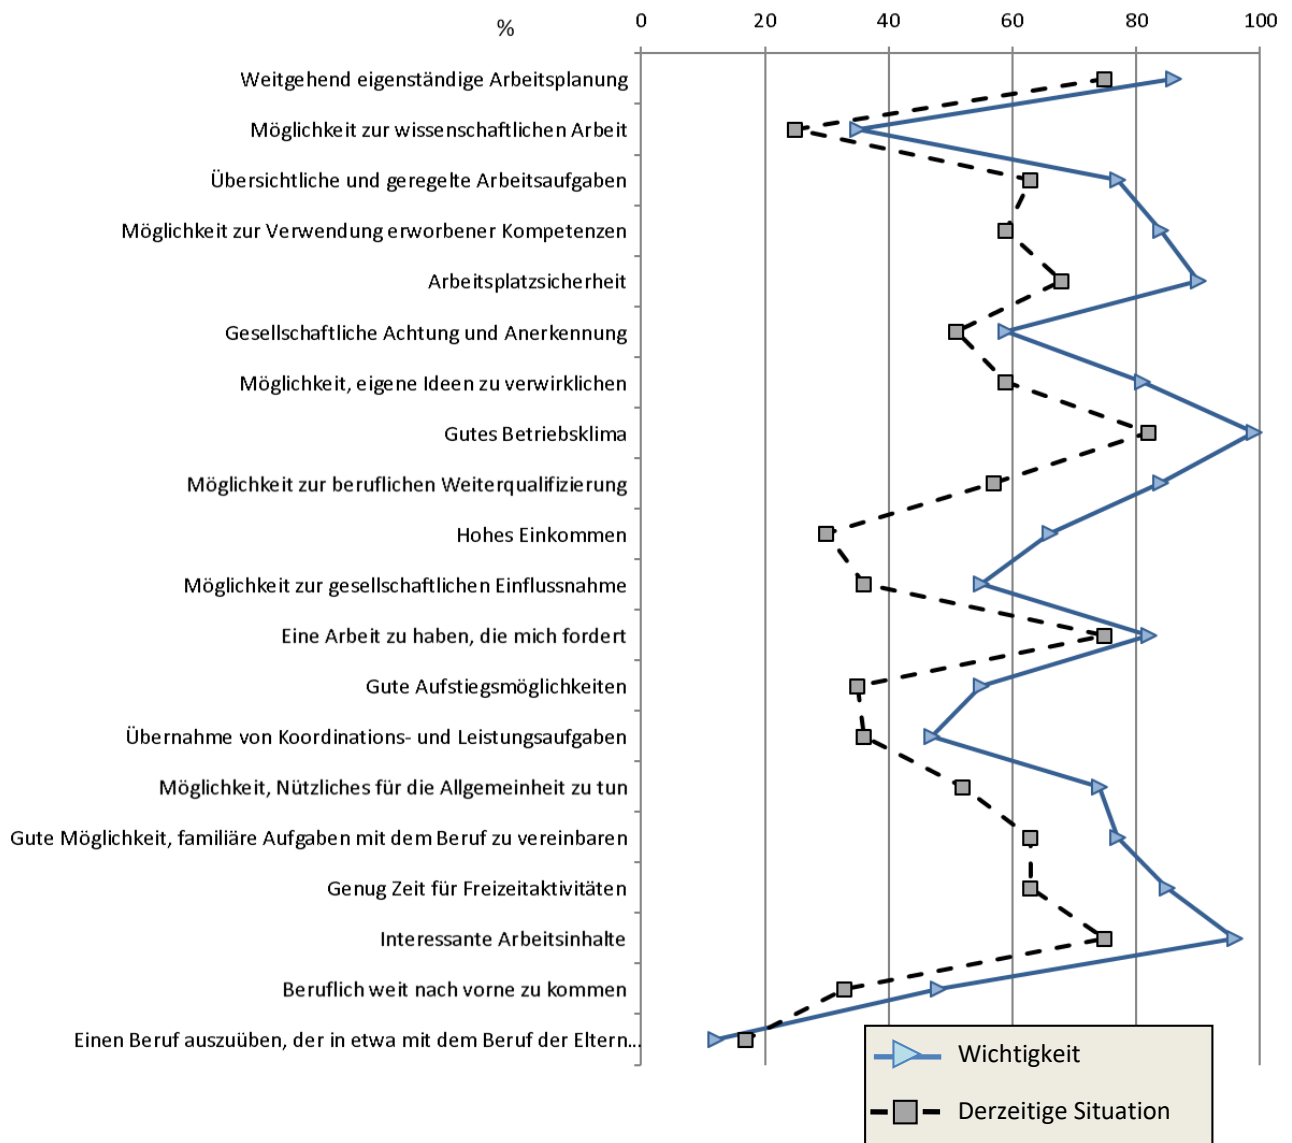 % 0 20 40 60 80 100
Weitgehend eigenständige Arbeitsplanung
Möglichkeit zur wissenschaftlichen Arbeit
Übersichtliche und geregelte Arbeitsaufgaben
Möglichkeit zur Verwendung erworbener Kompetenzen
Arbeitsplatzsicherheit
Gesellschaftliche Achtung und Anerkennung
Möglichkeit, eigene Ideen zu verwirklichen
Gutes Betriebsklima
Möglichkeit zur beruflichen Weiterqualifizierung
Hohes Einkommen
Möglichkeit zur gesellschaftlichen Einflussnahme
Eine Arbeit zu haben, die mich fordert
Gute Aufstiegsmöglichkeiten
Übernahme von Koordinations- und Leistungsaufgaben
Möglichkeit, Nützliches für die Allgemeinheit zu tun
Gute Möglichkeit, familiäre Aufgaben mit dem Beruf zu vereinbaren
Genug Zeit für Freizeitaktivitäten
Interessante Arbeitsinhalte
Beruflich weit nach vorne zu kommen
Einen Beruf auszuüben, der in etwa mit dem Beruf der Eltern...
Wichtigkeit
Derzeitige Situation